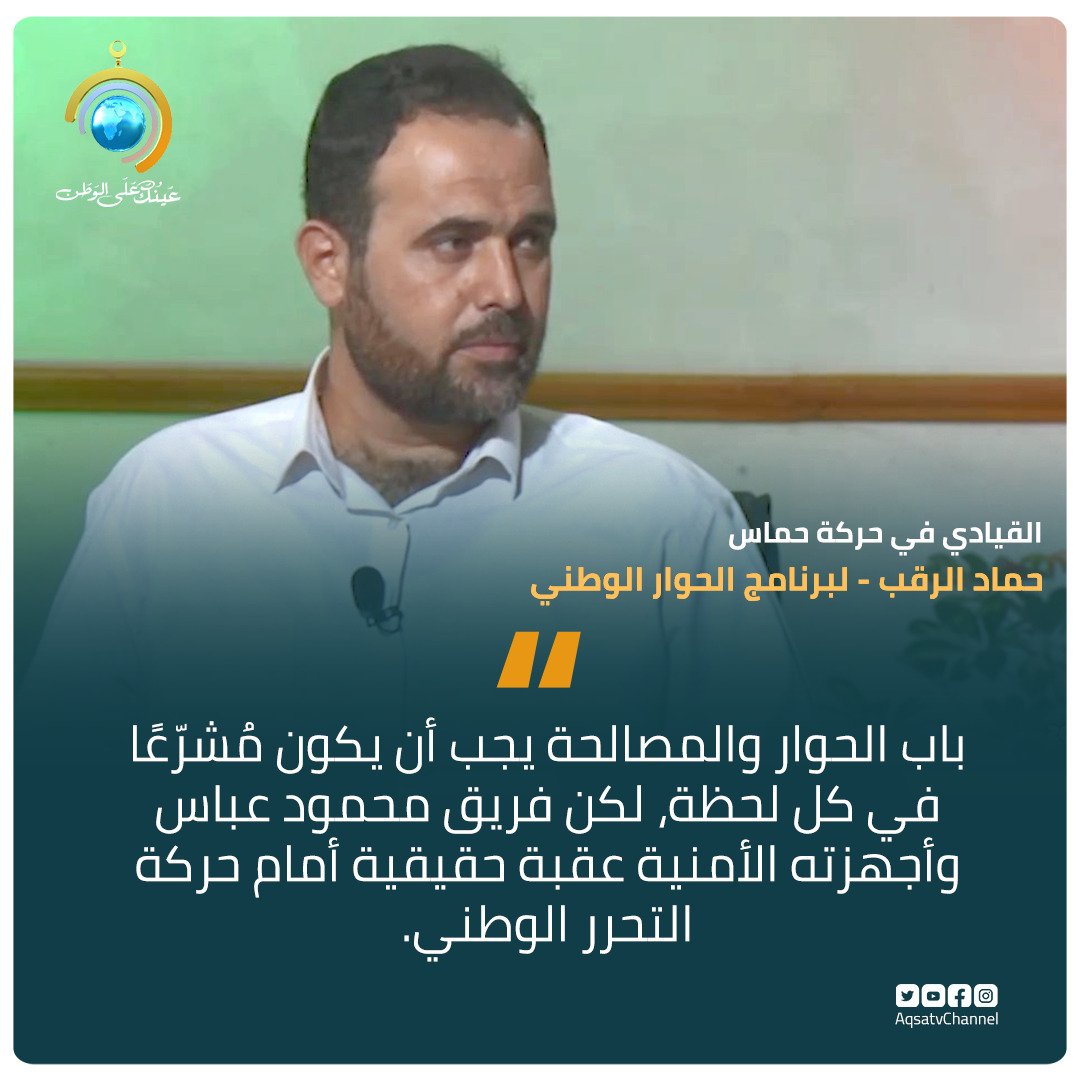 عينك على الوطن
القيادي في حركة حماس
حماد الرقب - لبرنامج الحوار الوطني
باب الحوار والمصالحة يجب أن يكون مُشرّعًا
في كل لحظة, لكن فريق محمود عباس
وأجهزته الأمنية عقبة حقيقية أمام حركة
التحرر الوطني.
AqsatvChannel